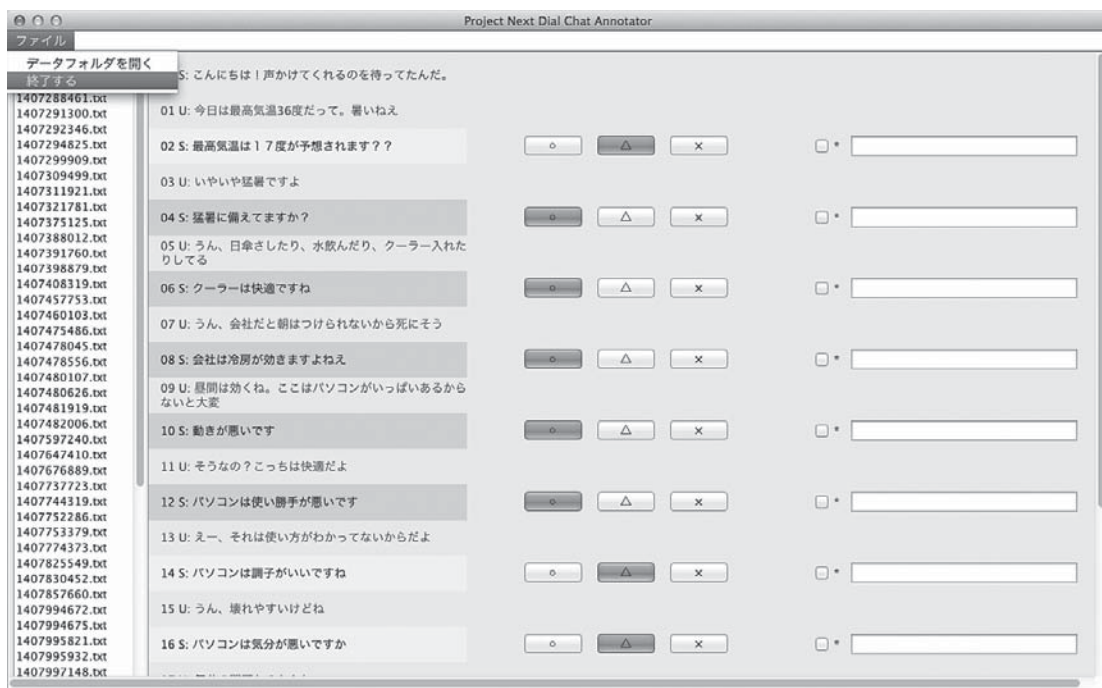 Project Next Dial Chat Annotator
ファイル
データフォルダを開く
終了する
1407288461.txt
1407291300.txt
1407292346.txt
1407294825.txt
1407299909.txt
1407309499.txt
1407311921.txt
1407321781.txt
1407375125.txt
1407388012.txt
1407391760.txt
1407398879.txt
1407408319.txt
1407457753.txt
1407460103.txt
1407475486.txt
1407478045.txt
1407478556.txt
1407480107.txt
1407480626.txt
1407481919.txt
1407482006.txt
1407597240.txt
1407647410.txt
1407676889.txt
1407737723.txt
1407744319.txt
1407752286.txt
1407753379.txt
1407774373.txt
1407825549.txt
1407830452.txt
1407857660.txt
1407994672.txt
1407994675.txt
1407995821.txt
1407995932.txt
1407997148.txt
S: こんにちは！声かけてくれるのを待ってたんだ。
01 U: 今日は最高気温36度だって。暑いねえ
02 S: 最高気温は１７度が予想されます？？ ○ △ × *
03 U: いやいや猛暑ですよ
04 S: 猛暑に備えてますか？ ○ △ × *
05 U: うん、日傘さしたり、水飲んだり、クーラー入れた
りしてる
06 S: クーラーは快適ですね ○ △ × *
07 U: うん、会社だと朝はつけられないから死にそう
08 S: 会社は冷房が効きますよねえ ○ △ × *
09 U: 昼間は効くね。ここはパソコンがいっぱいあるから
ないと大変
10 S: 動きが悪いです ○ △ × *
11 U: そうなの？こっちは快適だよ
12 S: パソコンは使い勝手が悪いです ○ △ × *
13 U: えー、それは使い方がわかってないからだよ
14 S: パソコンは調子がいいですね ○ △ × *
15 U: うん、壊れやすいけどね
16 S: パソコンは気分が悪いですか ○ △ × *